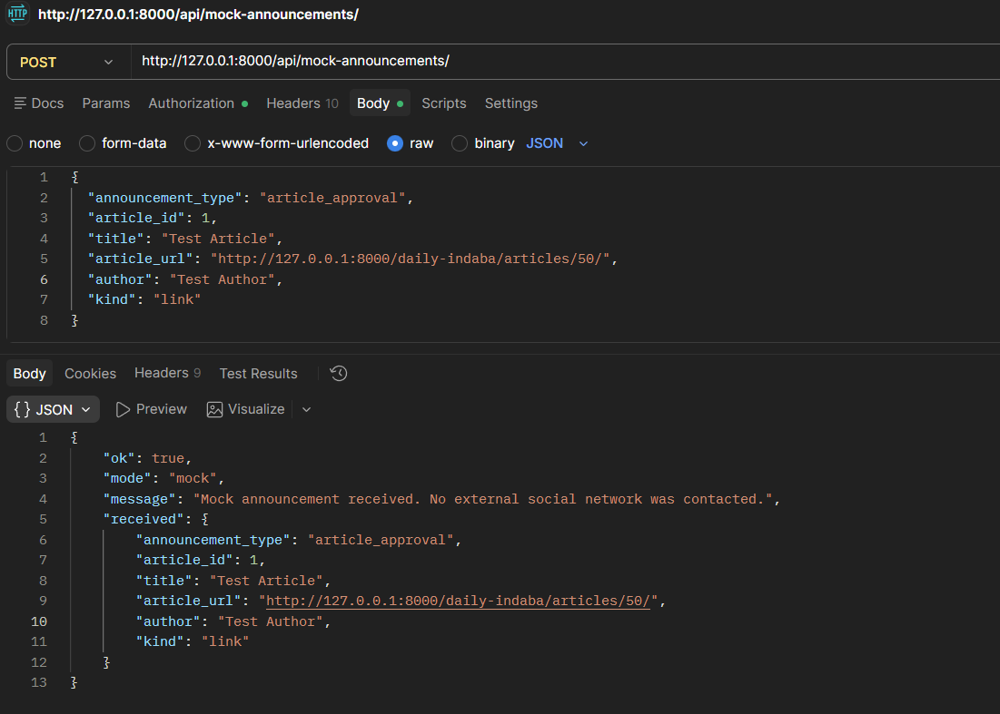 HTTP http://127.0.0.1:8000/api/mock-announcements/
POST http://127.0.0.1:8000/api/mock-announcements/
Docs Params Authorization Headers 10 Body Scripts Settings
none form-data x-www-form-urlencoded raw binary JSON
1 {
2 "announcement_type": "article_approval",
3 "article_id": 1,
4 "title": "Test Article",
5 "article_url": "http://127.0.0.1:8000/daily-indaba/articles/50/",
6 "author": "Test Author",
7 "kind": "link"
8 }
Body Cookies Headers 9 Test Results
{} JSON Preview Visualize
1 {
2 "ok": true,
3 "mode": "mock",
4 "message": "Mock announcement received. No external social network was contacted.",
5 "received": {
6 "announcement_type": "article_approval",
7 "article_id": 1,
8 "title": "Test Article",
9 "article_url": "http://127.0.0.1:8000/daily-indaba/articles/50/",
10 "author": "Test Author",
11 "kind": "link"
12 }
13 }